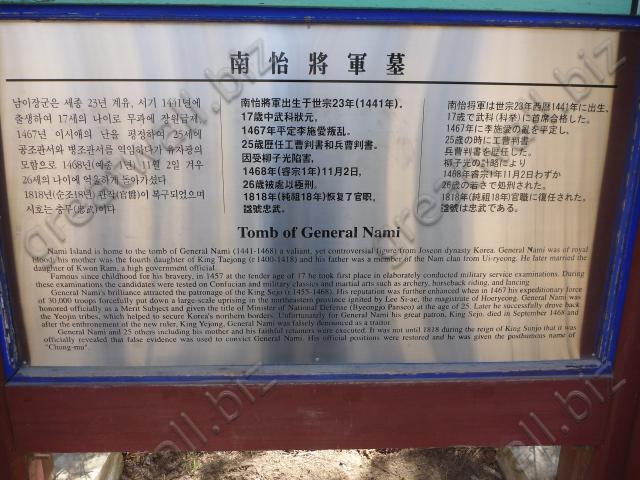 南怡將軍墓
남이장군은 세종 23년 계유, 서기 1441년에
출생하여 17세의 나이로 무과에 장원급제,
1467년 이시애의 난을 평정하여 25세에
공조판서와 병조판서를 역임하다가 유자광의
모함으로 1468년(예종 1년) 11월 2일 겨우
26세의 나이에 억울하게 돌아가셨다
1818년(순조18년) 관작(官爵)이 복구되었으며
시호는 충무(忠武)이다
南怡將軍出生于世宗23年(1441年).
17歳中武科狀元,
1467年平定李施愛叛乱.
25歳歴任工曹判書和兵曹判書.
因受柳子光陷害,
1468年(睿宗1年)11月2日,
26歳被處以極刑.
1818年(純祖18年)恢复了官职,
諡號忠武.
南怡将軍は世宗23年西暦1441年に出生、
17歳で武科(科挙)に首席合格した。
1467年に李施愛の亂を平定し、
25歳の時に工曹判書
兵曹判書を歴任した。
柳子光の計略により
1468年睿宗1年11月2日わずか
26歳の若さで処刑された。
1818年(純祖18年)官職に復任された。
諡號は忠武である。
Tomb of General Nami
Nami Island is home to the tomb of General Nami (1441-1468) a valiant, yet controversial figure from Joseon dynasty Korea. General Nami was of royal
blood; his mother was the fourth daughter of King Taejong (r.1400-1418) and his father was a member of the Nam clan from Ui-ryeong. He later married the
daughter of Kwon Ram, a high government official.
Famous since childhood for his bravery, in 1457 at the tender age of 17 he took first place in elaborately conducted military service examinations. During
these examinations the candidates were tested on Confucian and military classics and martial arts such as archery, horseback riding, and lancing.
General Nami's brilliance attracted the patronage of the King Sejo (r.1455-1468). His reputation was further enhanced when in 1467 his expeditionary force
of 30,000 troops forcefully put down a large-scale uprising in the northeastern province ignited by Lee Si-ae, the magistrate of Hoeryeong. General Nam was
honored officially as a Merit Subject and given the title of Minister of National Defense (Byeongjo Panseo) at the age of 25. Later he successfully drove back
the Yeojin tribes, which helped to secure Korea's northern borders. Unfortunately for General Nami his great patron, King Sejo, died in September 1468 and
after the enthronement of the new ruler, King Yejong, General Nam was falsely denounced as a traitor.
General Nami and 25 others including his mother and his faithful retainers were executed. It was not until 1818 during the reign of King Sunjo that it was
officially revealed that false evidence was used to convict General Nami. His official positions were restored and he was given the posthumous name of
"Chung-mu".